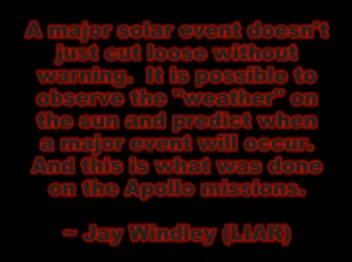 A major solar event doesn't
just cut loose without
warning. It is possible to
observe the "weather" on
the sun and predict when
a major event will occur.
And this is what was done
on the Apollo missions.
~ Jay Windley (LIAR)